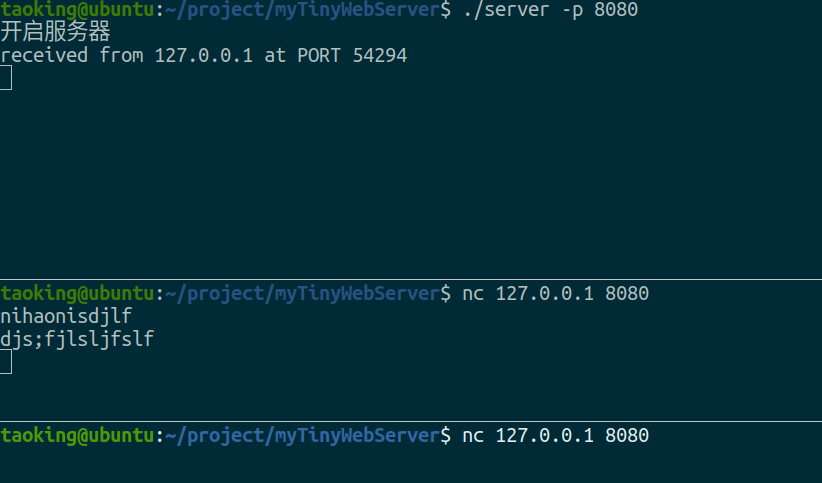 taoking@ubuntu:~/project/myTinyWebServer$ ./server -p 8080
开启服务器
received from 127.0.0.1 at PORT 54294
taoking@ubuntu:~/project/myTinyWebServer$ nc 127.0.0.1 8080
nihaonisdjlf
djs;fjlsljfslf
taoking@ubuntu:~/project/myTinyWebServer$ nc 127.0.0.1 8080